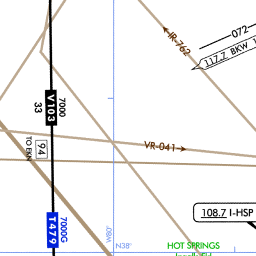 IR-762
072
117.7 BKW
7000
V103
33
VR-041
94
TO EKN
7000G
T479
W80°
N38°
108.7 I-HSP
HOT SPRINGS